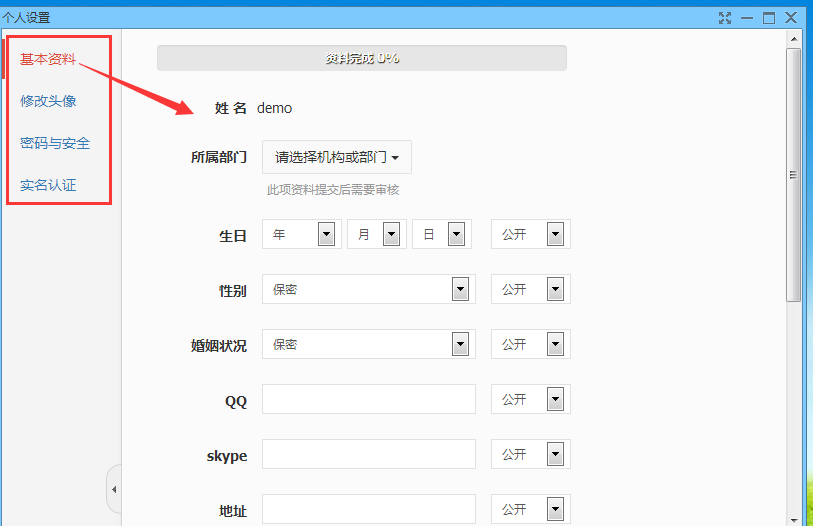 个人设置
基本资料
修改头像
密码与安全
实名认证
资料完成 0%
姓 名 demo
所属部门 请选择机构或部门
此项资料提交后需要审核
生日 年 月 日 公开
性别 保密 公开
婚姻状况 保密 公开
QQ 公开
skype 公开
地址 公开